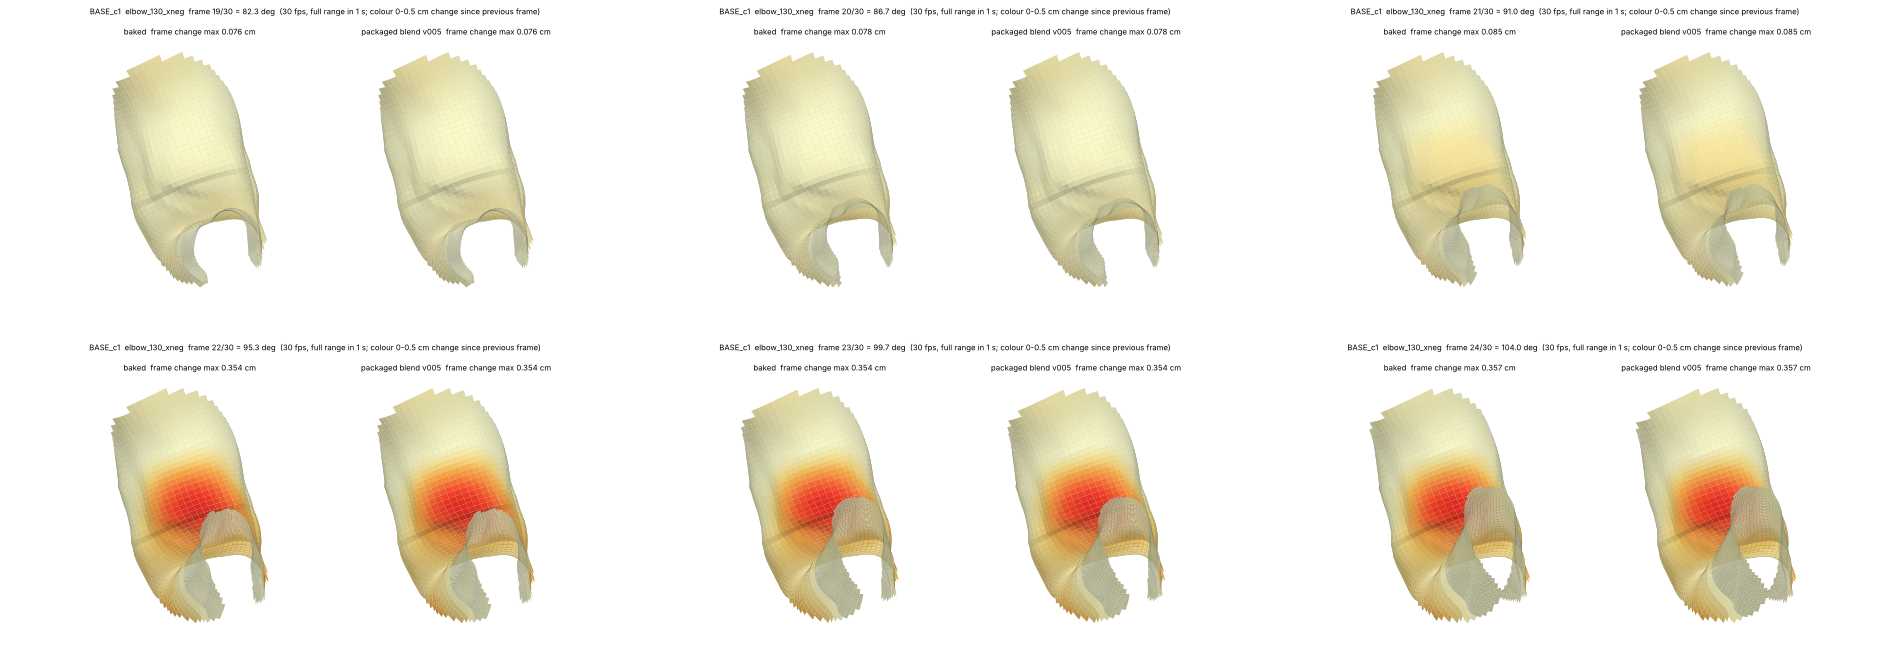 BASE_c1 elbow_130_xneg frame 19/30 = 82.3 deg (30 fps, full range in 1 s; colour 0-0.5 cm change since previous frame)
baked frame change max 0.076 cm
packaged blend v005 frame change max 0.076 cm
BASE_c1 elbow_130_xneg frame 20/30 = 86.7 deg (30 fps, full range in 1 s; colour 0-0.5 cm change since previous frame)
baked frame change max 0.078 cm
packaged blend v005 frame change max 0.078 cm
BASE_c1 elbow_130_xneg frame 21/30 = 91.0 deg (30 fps, full range in 1 s; colour 0-0.5 cm change since previous frame)
baked frame change max 0.085 cm
packaged blend v005 frame change max 0.085 cm
BASE_c1 elbow_130_xneg frame 22/30 = 95.3 deg (30 fps, full range in 1 s; colour 0-0.5 cm change since previous frame)
baked frame change max 0.354 cm
packaged blend v005 frame change max 0.354 cm
BASE_c1 elbow_130_xneg frame 23/30 = 99.7 deg (30 fps, full range in 1 s; colour 0-0.5 cm change since previous frame)
baked frame change max 0.354 cm
packaged blend v005 frame change max 0.354 cm
BASE_c1 elbow_130_xneg frame 24/30 = 104.0 deg (30 fps, full range in 1 s; colour 0-0.5 cm change since previous frame)
baked frame change max 0.357 cm
packaged blend v005 frame change max 0.357 cm